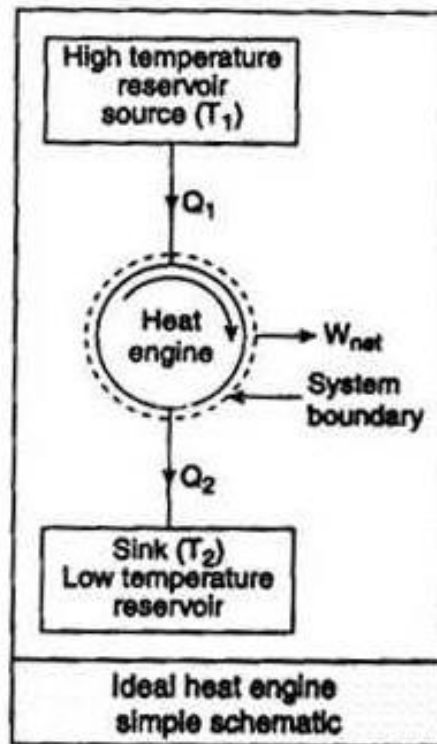 High temperature
reservoir
source (T₁)
Q₁
Heat
engine
Wnet
System
boundary
Q₂
Sink (T₂)
Low temperature
reservoir
Ideal heat engine
simple schematic